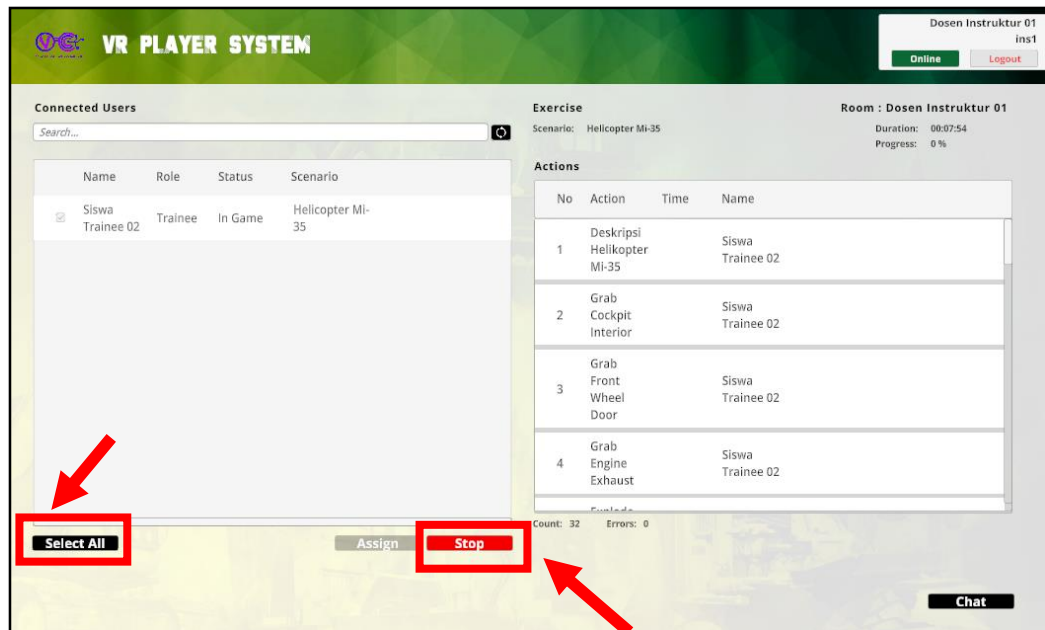 VR PLAYER SYSTEM
Dosen Instruktur 01
ins1
Online
Logout
Connected Users
Search...
Name Role Status Scenario
Siswa
Trainee 02
Trainee
In Game
Helicopter Mi-
35
Select All
Assign
Stop
Exercise
Scenario: Helicopter Mi-35
Room : Dosen Instruktur 01
Duration: 00:07:54
Progress: 0 %
Actions
No Action Time Name
1
Deskripsi
Helikopter
Mi-35
Siswa
Trainee 02
2
Grab
Cockpit
Interior
Siswa
Trainee 02
3
Grab
Front
Wheel
Door
Siswa
Trainee 02
4
Grab
Engine
Exhaust
Siswa
Trainee 02
Count: 32 Errors: 0
Chat